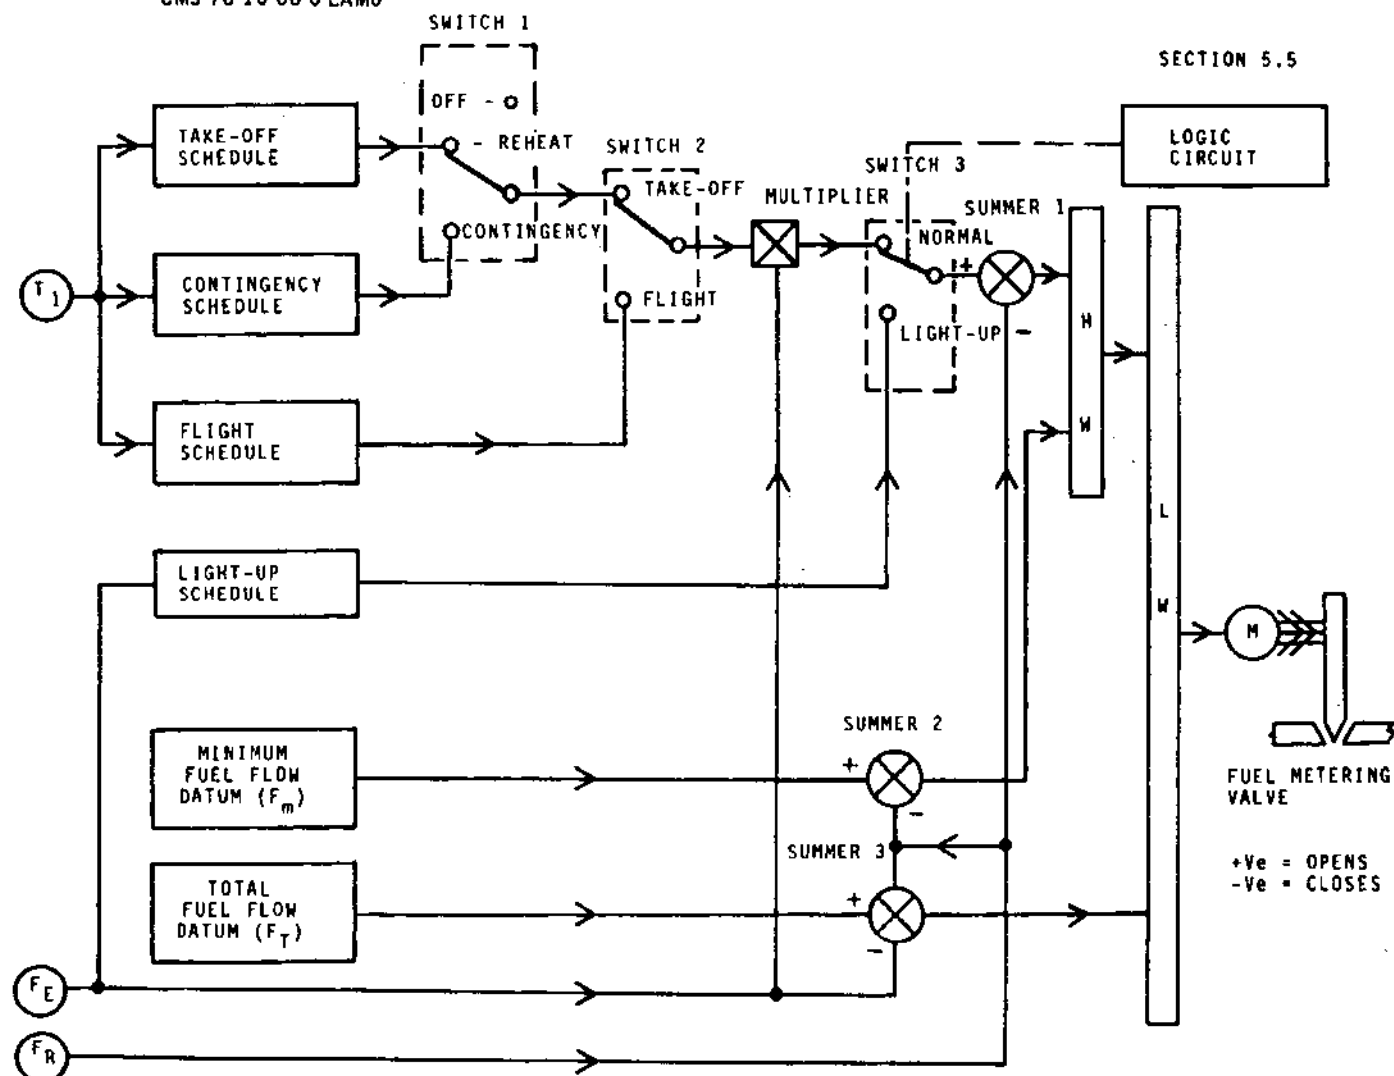 SWITCH 1
SECTION 5.5
OFF -
TAKE-OFF
SCHEDULE
- REHEAT
SWITCH 2
SWITCH 3
LOGIC
CIRCUIT
TAKE-OFF
MULTIPLIER
SUMMER 1
CONTINGENCY
NORMAL
+
T1
CONTINGENCY
SCHEDULE
FLIGHT
LIGHT-UP
-
H
W
FLIGHT
SCHEDULE
L
W
LIGHT-UP
SCHEDULE
M
SUMMER 2
MINIMUM
FUEL FLOW
DATUM (Fm)
+
-
FUEL METERING
VALVE
SUMMER 3
+Ve = OPENS
-Ve = CLOSES
TOTAL
FUEL FLOW
DATUM (FT)
+
-
FE
FR